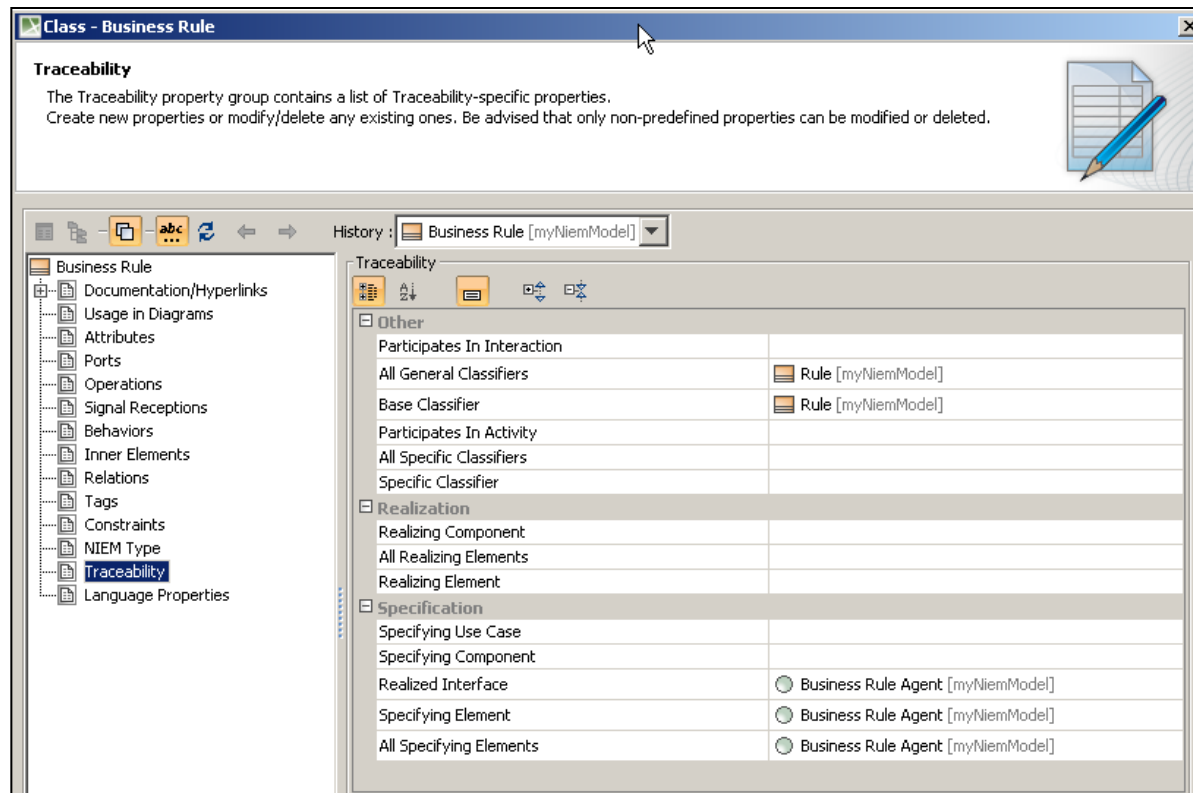 Class - Business Rule
Traceability
The Traceability property group contains a list of Traceability-specific properties.
Create new properties or modify/delete any existing ones. Be advised that only non-predefined properties can be modified or deleted.
abc
History : Business Rule [myNiemModel]
Business Rule
Documentation/Hyperlinks
Usage in Diagrams
Attributes
Ports
Operations
Signal Receptions
Behaviors
Inner Elements
Relations
Tags
Constraints
NIEM Type
Traceability
Language Properties
Traceability
Other
Participates In Interaction
All General Classifiers Rule [myNiemModel]
Base Classifier Rule [myNiemModel]
Participates In Activity
All Specific Classifiers
Specific Classifier
Realization
Realizing Component
All Realizing Elements
Realizing Element
Specification
Specifying Use Case
Specifying Component
Realized Interface Business Rule Agent [myNiemModel]
Specifying Element Business Rule Agent [myNiemModel]
All Specifying Elements Business Rule Agent [myNiemModel]